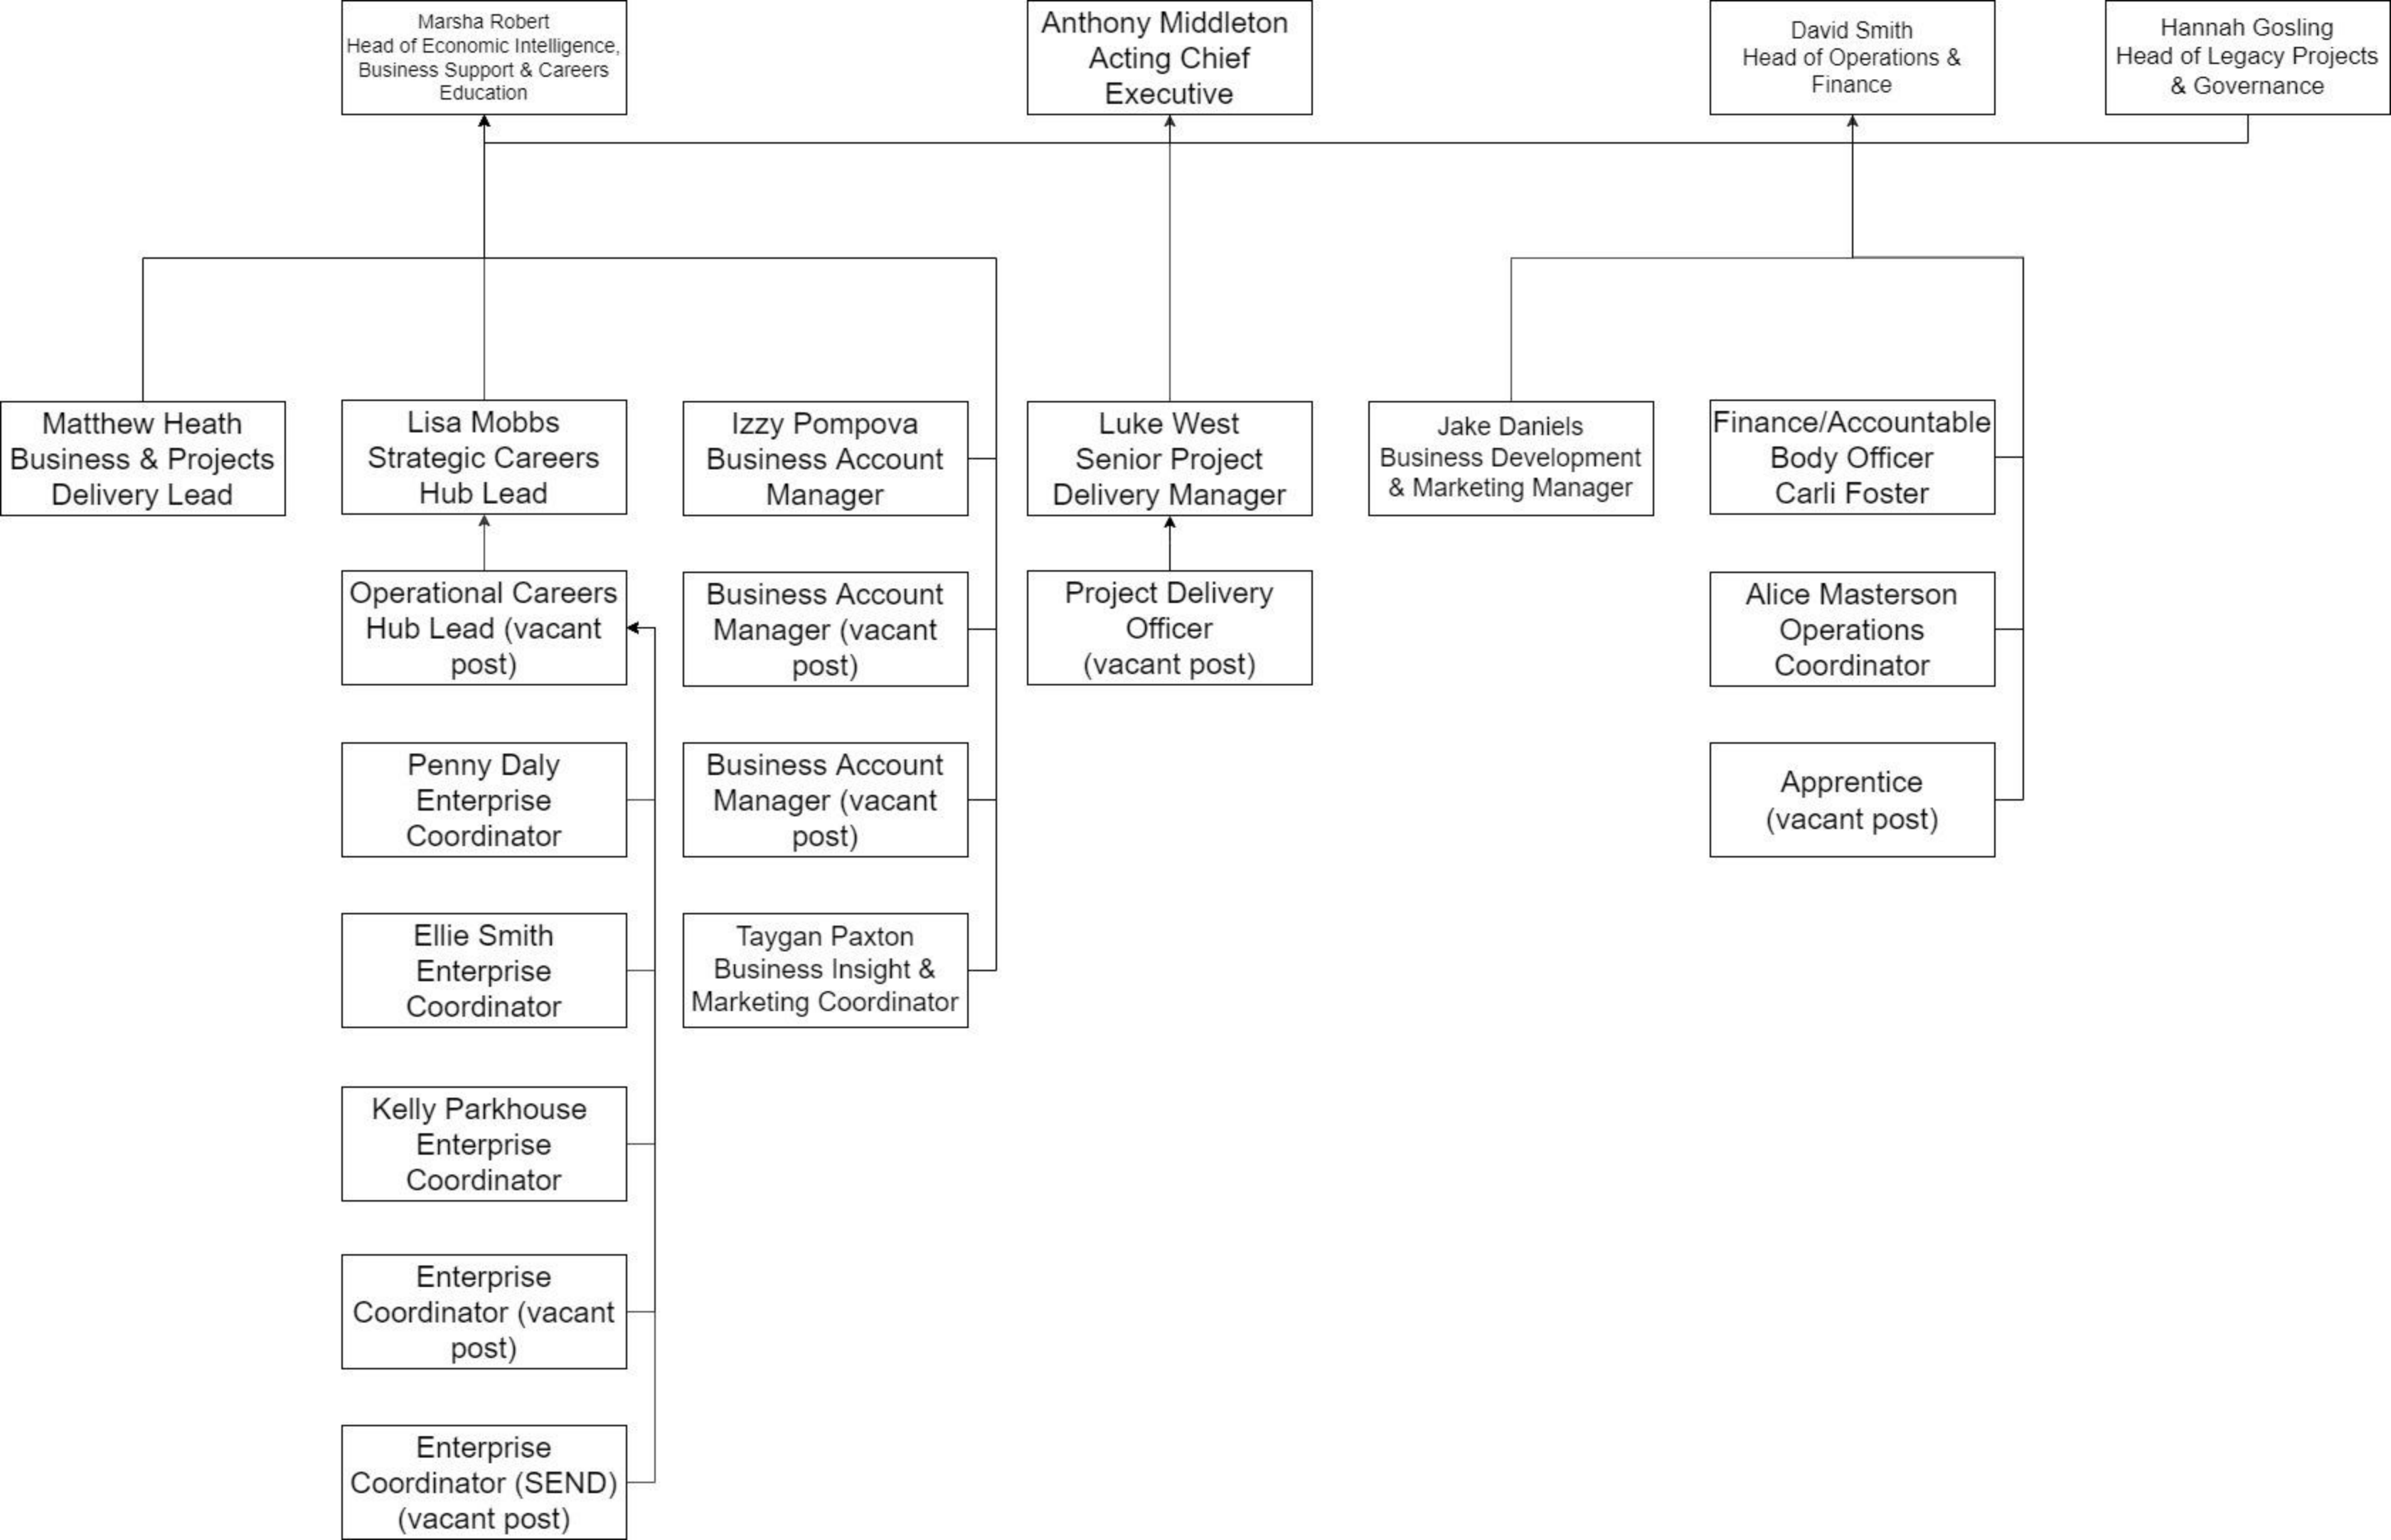 Marsha Robert
Head of Economic Intelligence,
Business Support & Careers
Education
Anthony Middleton
Acting Chief
Executive
David Smith
Head of Operations &
Finance
Hannah Gosling
Head of Legacy Projects
& Governance
Matthew Heath
Business & Projects
Delivery Lead
Lisa Mobbs
Strategic Careers
Hub Lead
Izzy Pompova
Business Account
Manager
Luke West
Senior Project
Delivery Manager
Jake Daniels
Business Development
& Marketing Manager
Finance/Accountable
Body Officer
Carli Foster
Operational Careers
Hub Lead (vacant
post)
Business Account
Manager (vacant
post)
Project Delivery
Officer
(vacant post)
Alice Masterson
Operations
Coordinator
Penny Daly
Enterprise
Coordinator
Business Account
Manager (vacant
post)
Apprentice
(vacant post)
Ellie Smith
Enterprise
Coordinator
Taygan Paxton
Business Insight &
Marketing Coordinator
Kelly Parkhouse
Enterprise
Coordinator
Enterprise
Coordinator (vacant
post)
Enterprise
Coordinator (SEND)
(vacant post)